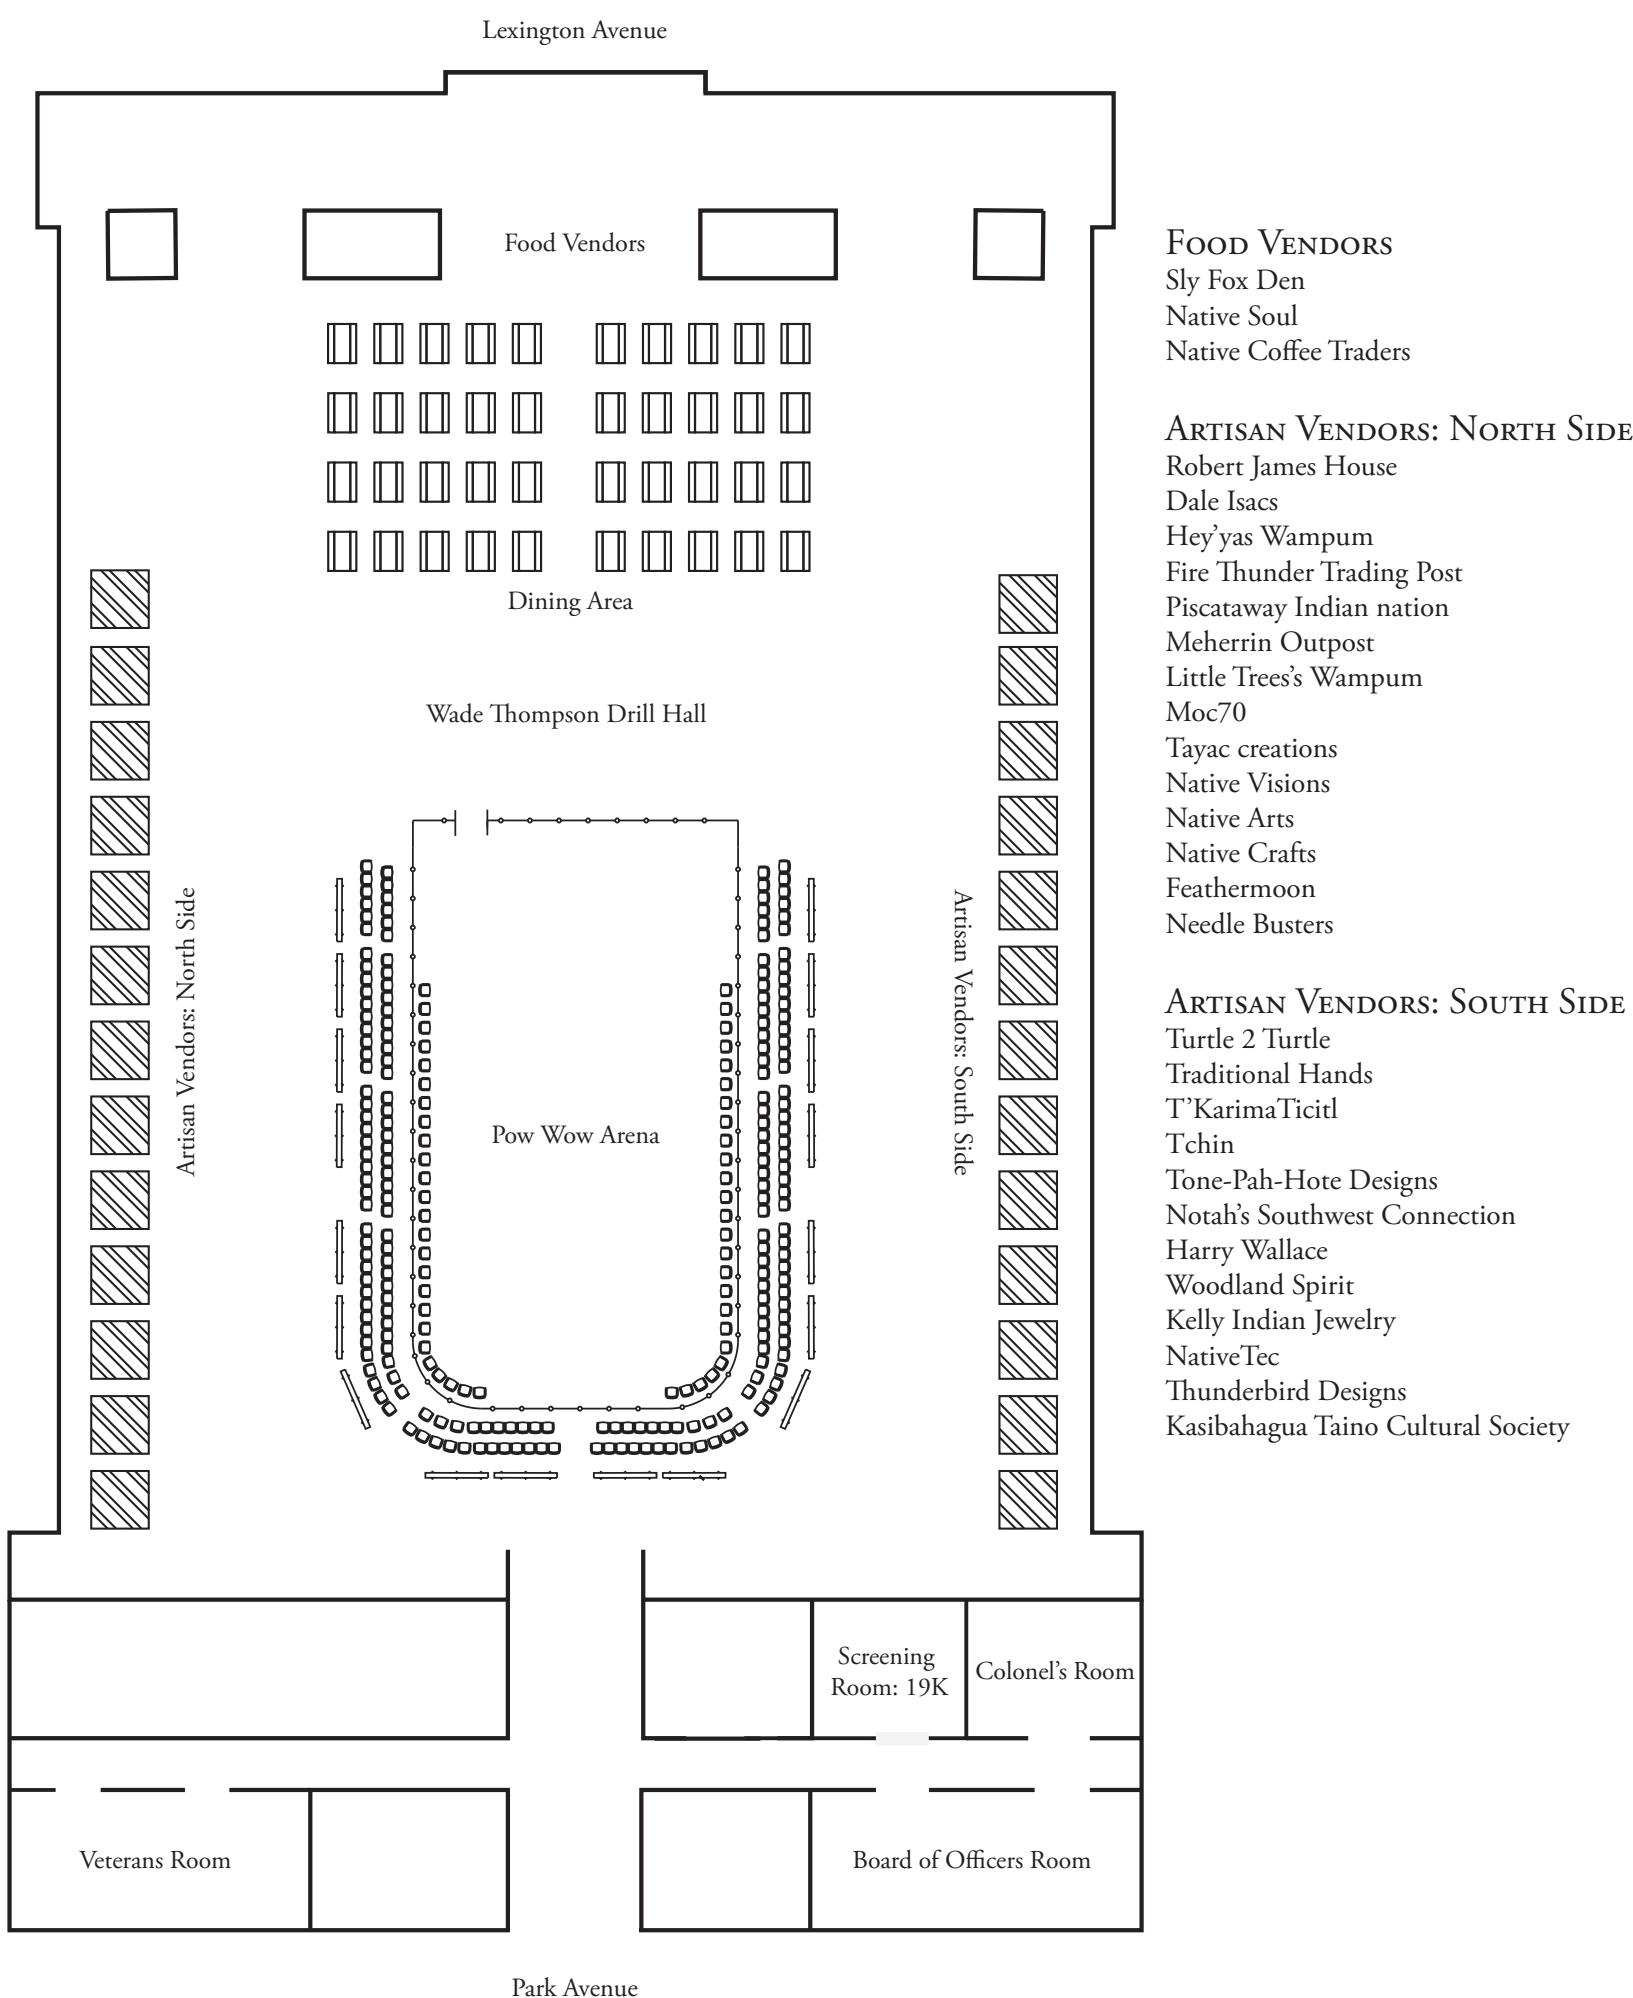 Lexington Avenue
Food Vendors
Dining Area
Wade Thompson Drill Hall
Artisan Vendors: North Side
Artisan Vendors: South Side
Pow Wow Arena
Screening
Room: 19K
Colonel's Room
Veterans Room
Board of Officers Room
Park Avenue
Food Vendors
Sly Fox Den
Native Soul
Native Coffee Traders
Artisan Vendors: North Side
Robert James House
Dale Isacs
Hey'yas Wampum
Fire Thunder Trading Post
Piscataway Indian nation
Meherrin Outpost
Little Trees's Wampum
Moc70
Tayac creations
Native Visions
Native Arts
Native Crafts
Feathermoon
Needle Busters
Artisan Vendors: South Side
Turtle 2 Turtle
Traditional Hands
T'KarimaTicitl
Tchin
Tone-Pah-Hote Designs
Notah's Southwest Connection
Harry Wallace
Woodland Spirit
Kelly Indian Jewelry
NativeTec
Thunderbird Designs
Kasibahagua Taino Cultural Society